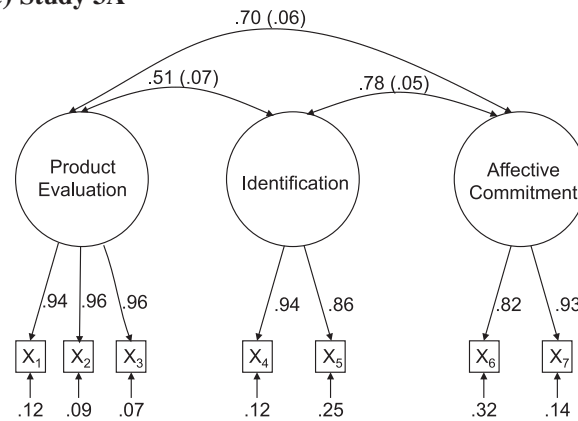 ) Study 3A
.70 (.06)
.51 (.07)
.78 (.05)
Product
Evaluation
Identification
Affective
Commitment
.94 .96 .96 .94 .86 .82 .93
X1 X2 X3 X4 X5 X6 X7
.12 .09 .07 .12 .25 .32 .14